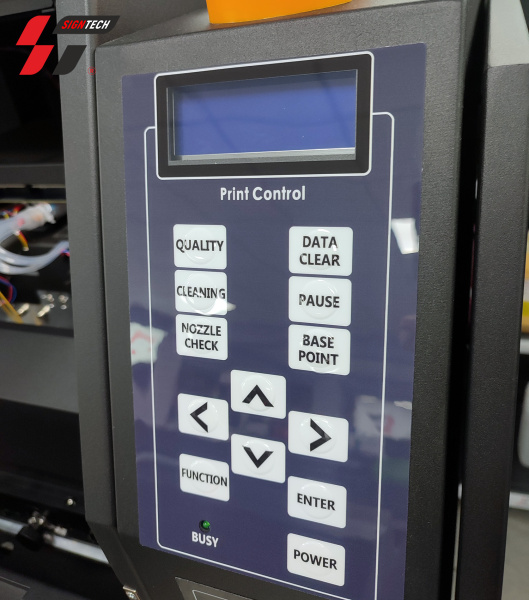 SIGNTECH
Print Control
QUALITY
DATA
CLEAR
CLEANING
PAUSE
NOZZLE
CHECK
BASE
POINT
FUNCTION
ENTER
BUSY
POWER